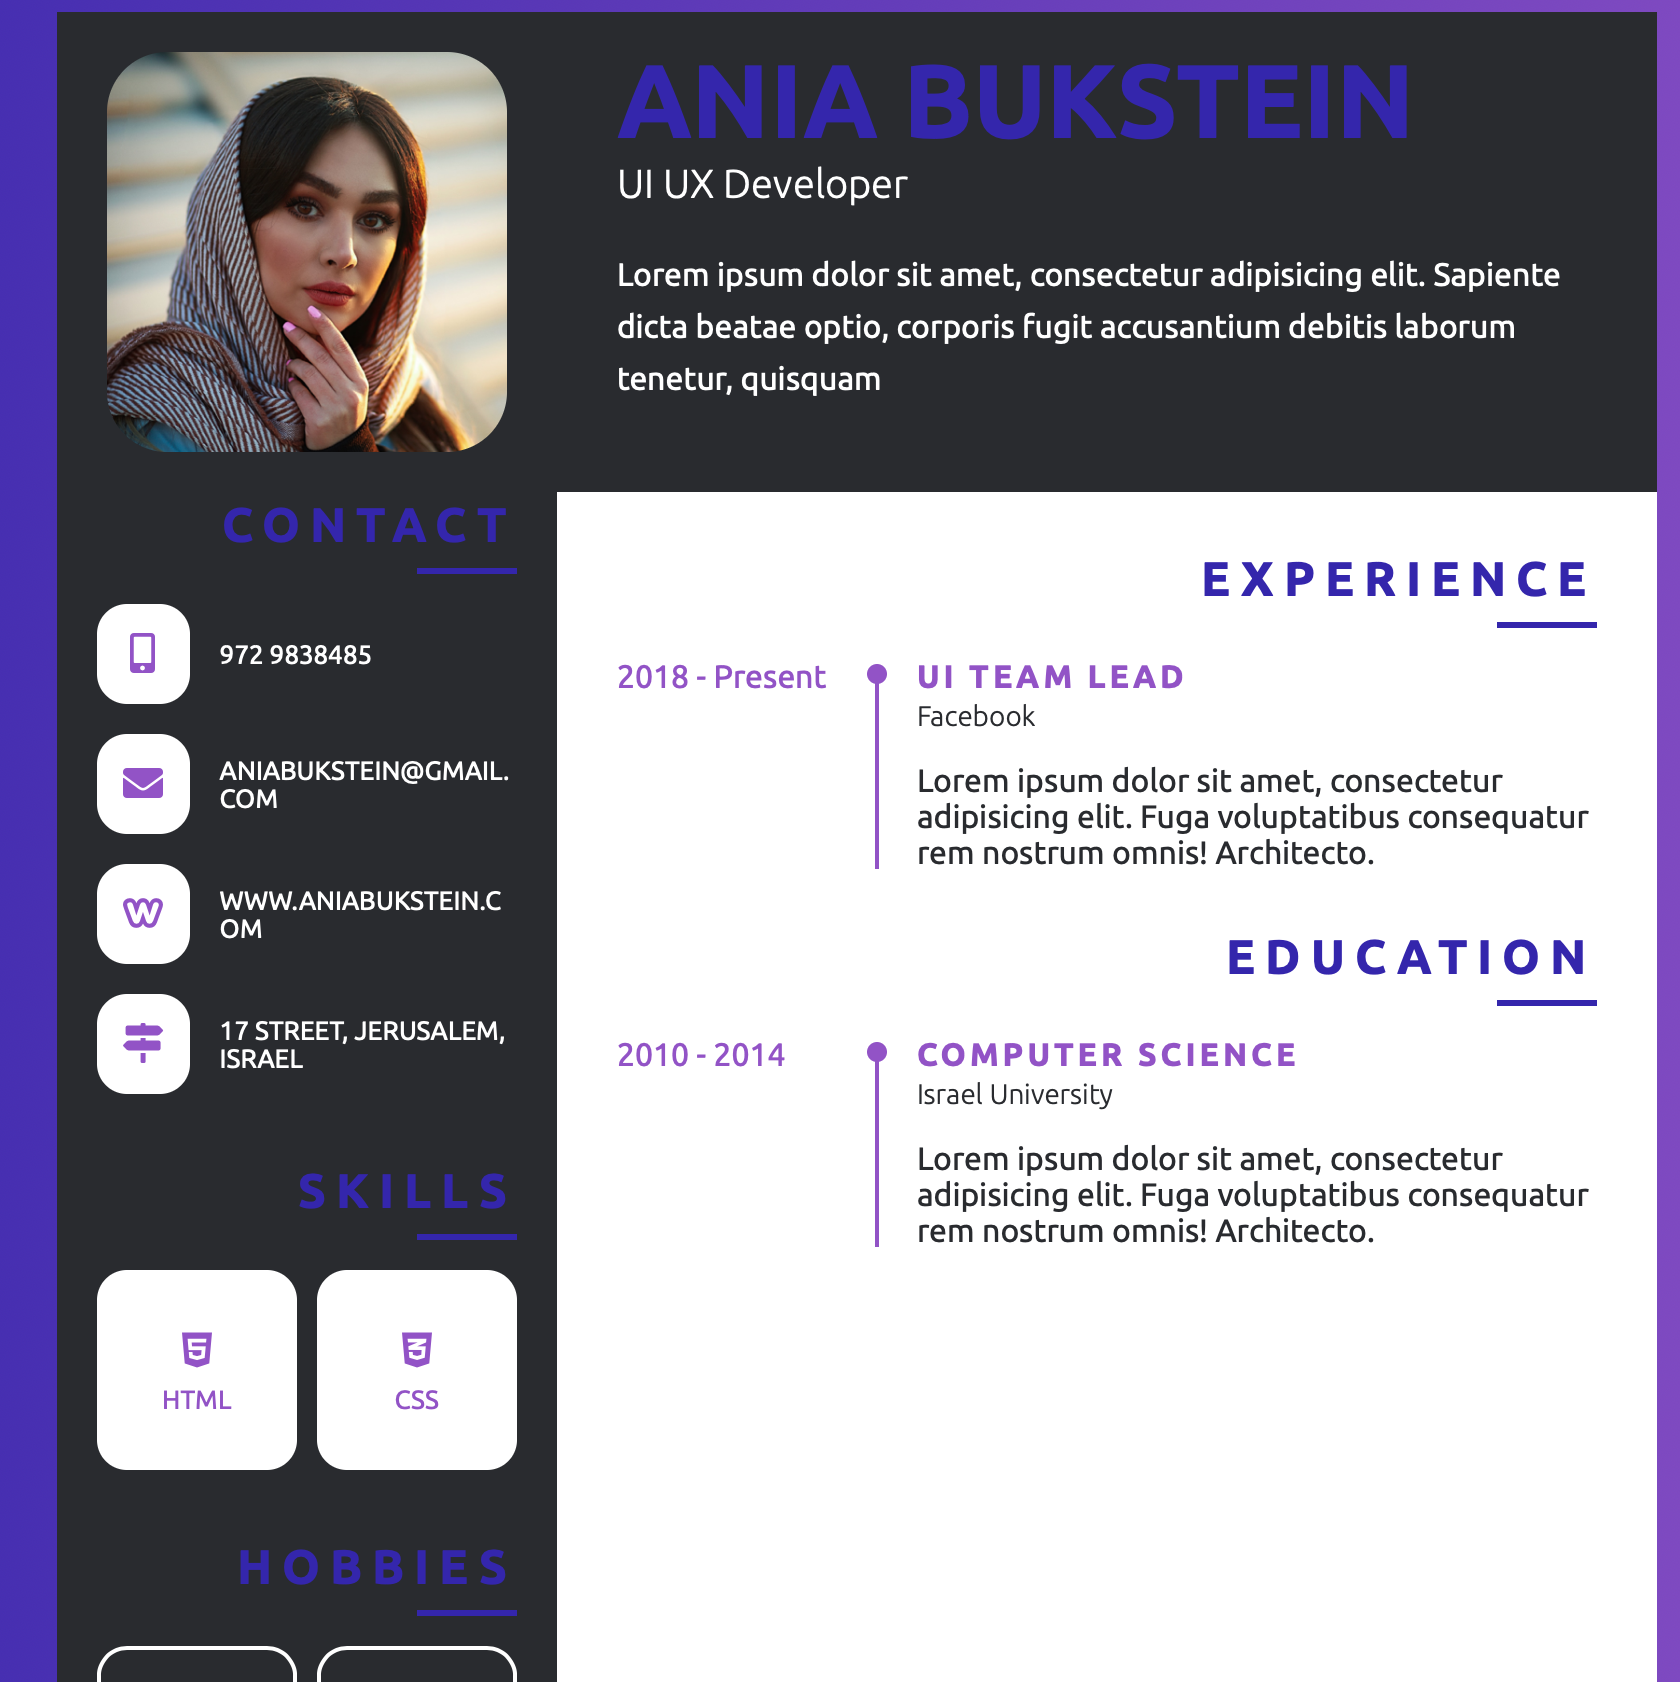 ANIA BUKSTEIN
UI UX Developer
Lorem ipsum dolor sit amet, consectetur adipisicing elit. Sapiente
dicta beatae optio, corporis fugit accusantium debitis laborum
tenetur, quisquam
CONTACT
972 9838485
ANIABUKSTEIN@GMAIL.
COM
WWW.ANIABUKSTEIN.C
OM
17 STREET, JERUSALEM,
ISRAEL
SKILLS
HTML
CSS
HOBBIES
EXPERIENCE
2018 - Present
UI TEAM LEAD
Facebook
Lorem ipsum dolor sit amet, consectetur
adipisicing elit. Fuga voluptatibus consequatur
rem nostrum omnis! Architecto.
EDUCATION
2010 - 2014
COMPUTER SCIENCE
Israel University
Lorem ipsum dolor sit amet, consectetur
adipisicing elit. Fuga voluptatibus consequatur
rem nostrum omnis! Architecto.